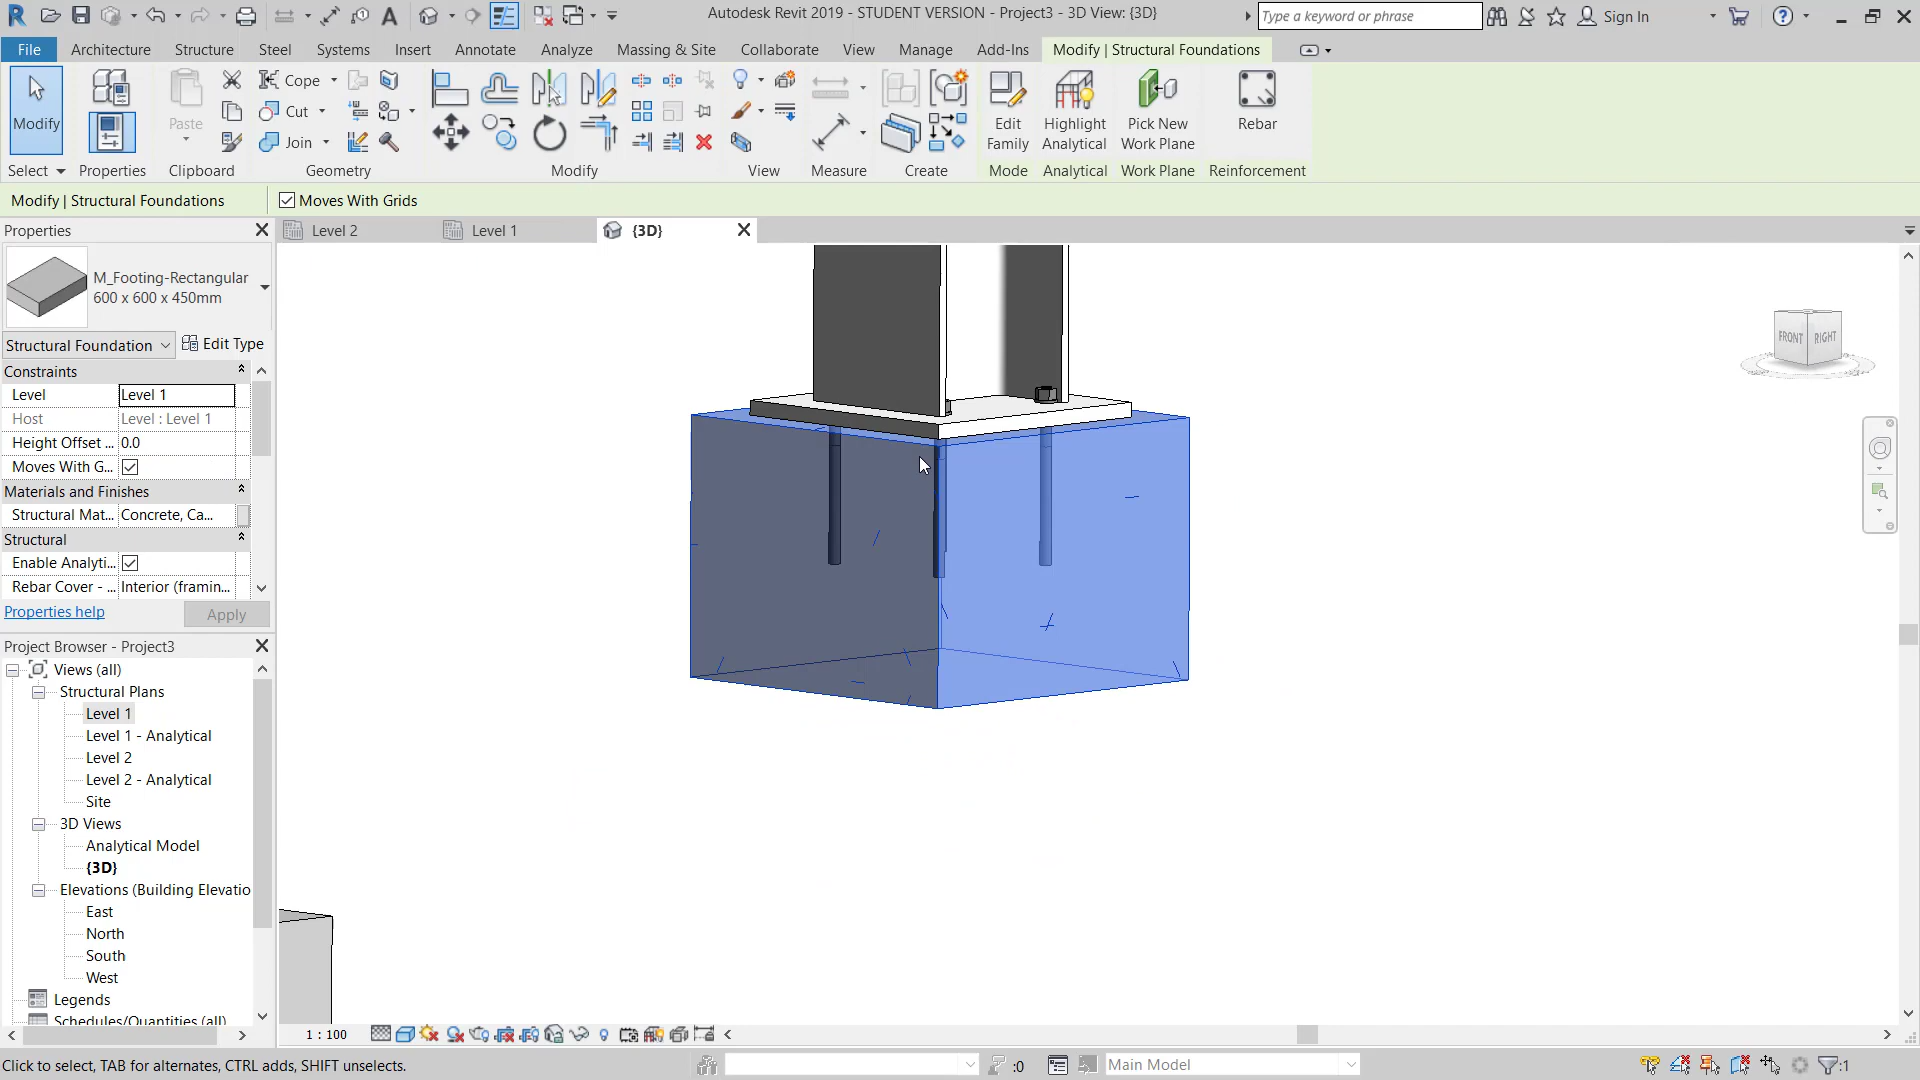 Autodesk Revit 2019 - STUDENT VERSION - Project3 - 3D View: {3D}
Type a keyword or phrase
Sign In
File Architecture Structure Steel Systems Insert Annotate Analyze Massing & Site Collaborate View Manage Add-Ins Modify | Structural Foundations
Modify
Paste
Cope
Cut
Join
Edit Family
Highlight Analytical
Pick New Work Plane
Rebar
Select Properties Clipboard Geometry Modify View Measure Create Mode Analytical Work Plane Reinforcement
Modify | Structural Foundations Moves With Grids
Properties
Level 2 Level 1 {3D}
M_Footing-Rectangular
600 x 600 x 450mm
Structural Foundation Edit Type
Constraints
Level Level 1
Host Level : Level 1
Height Offset ... 0.0
Moves With G...
Materials and Finishes
Structural Mat... Concrete, Ca...
Structural
Enable Analyti...
Rebar Cover - ... Interior (framin...
Properties help Apply
FRONT RIGHT
Project Browser - Project3
Views (all)
Structural Plans
Level 1
Level 1 - Analytical
Level 2
Level 2 - Analytical
Site
3D Views
Analytical Model
{3D}
Elevations (Building Elevatio
East
North
South
West
Legends
Schedules/Quantities (all)
1 : 100
Click to select, TAB for alternates, CTRL adds, SHIFT unselects.
:0
Main Model
:1